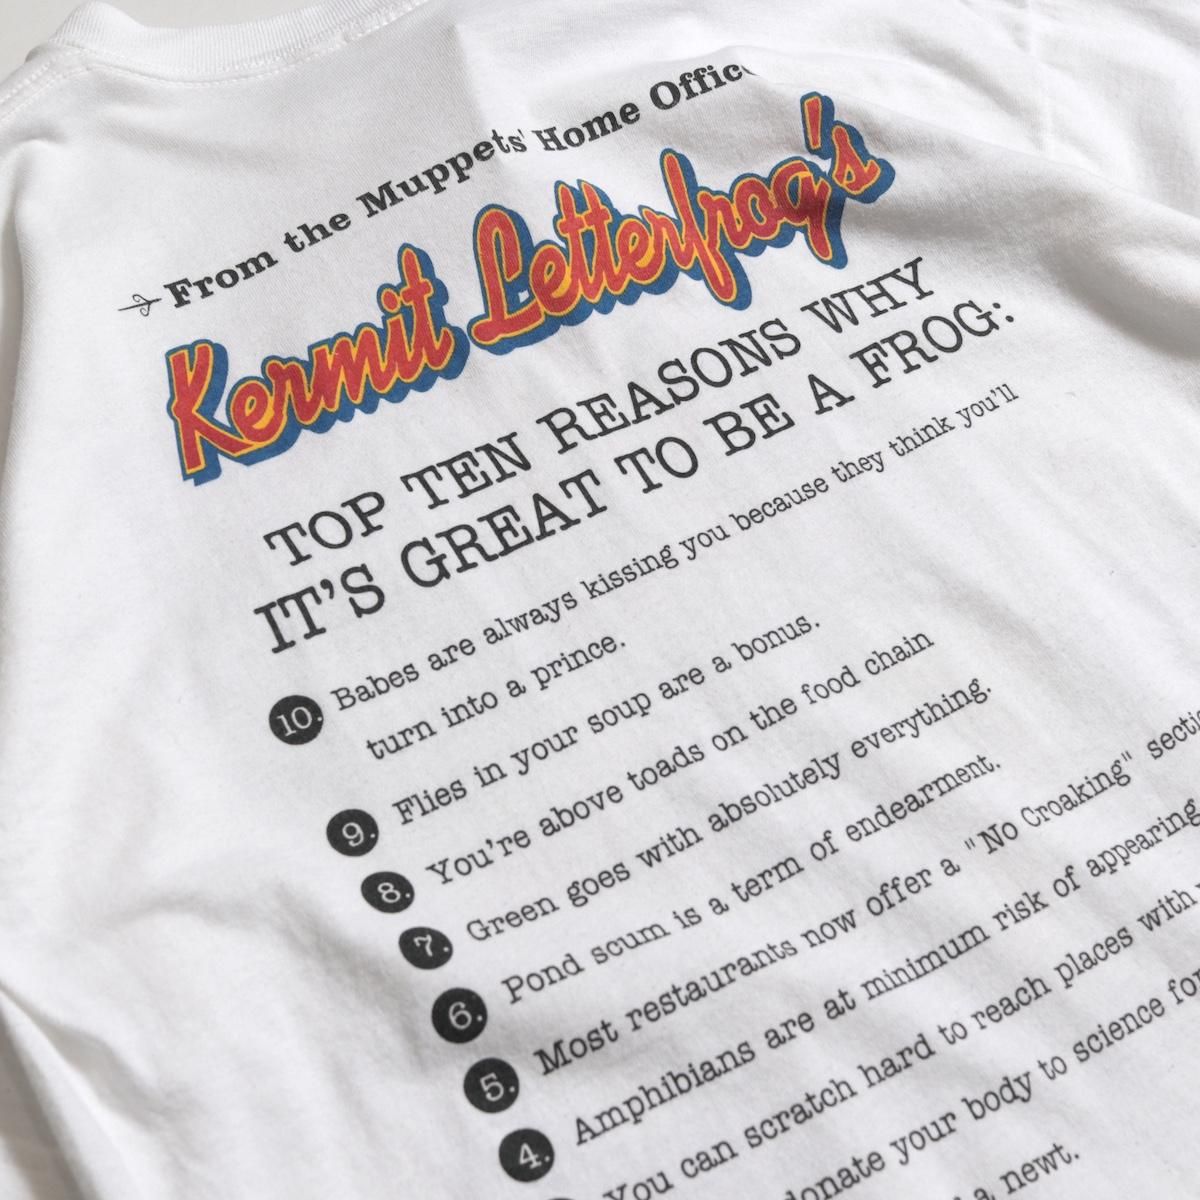 From the Muppets' Home Office
Kermit Letterfrog's
TOP TEN REASONS WHY
IT'S GREAT TO BE A FROG:
10. Babes are always kissing you because they think you'll
turn into a prince.
9. Flies in your soup are a bonus.
8. You're above toads on the food chain
7. Green goes with absolutely everything.
6. Pond scum is a term of endearment.
5. Most restaurants now offer a "No Croaking"
4. Amphibians are at minimum risk of appearing
You can scratch hard to reach places with
donate your body to science for
a newt.